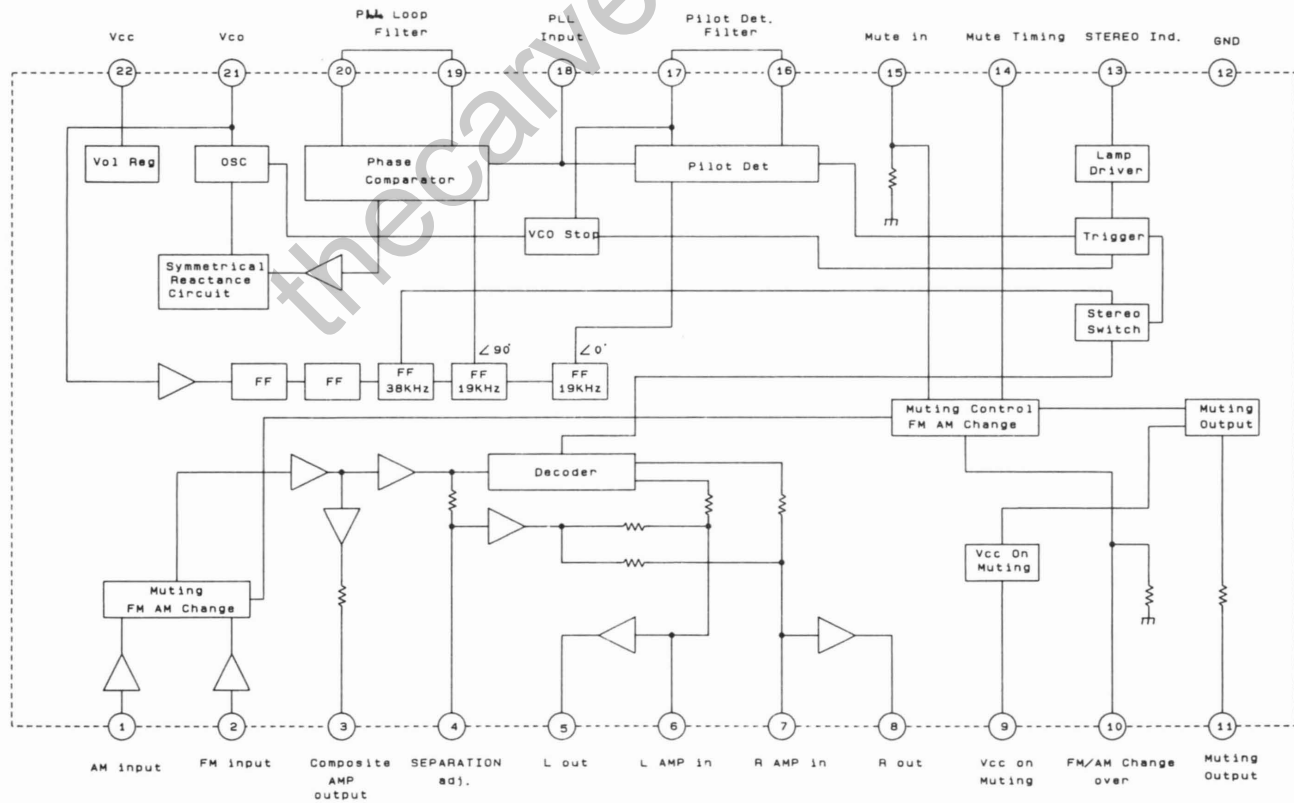 PLL Loop
Filter
PLL
Input
Pilot Det.
Filter
Vcc
Vco
Mute in
Mute Timing
STEREO Ind.
GND
22
21
20
19
18
17
16
15
14
13
12
Vol Reg
OSC
Phase
Comparator
Pilot Det
Lamp
Driver
VCO Stop
Trigger
Symmetrical
Reactance
Circuit
Stereo
Switch
∠90°
∠0°
FF
FF
FF
38KHz
FF
19KHz
FF
19KHz
Muting Control
FM AM Change
Muting
Output
Decoder
Vcc On
Muting
Muting
FM AM Change
1
2
3
4
5
6
7
8
9
10
11
AM input
FM input
Composite
AMP
output
SEPARATION
adj.
L out
L AMP in
R AMP in
R out
Vcc on
Muting
FM/AM Change
over
Muting
Output
thecarve